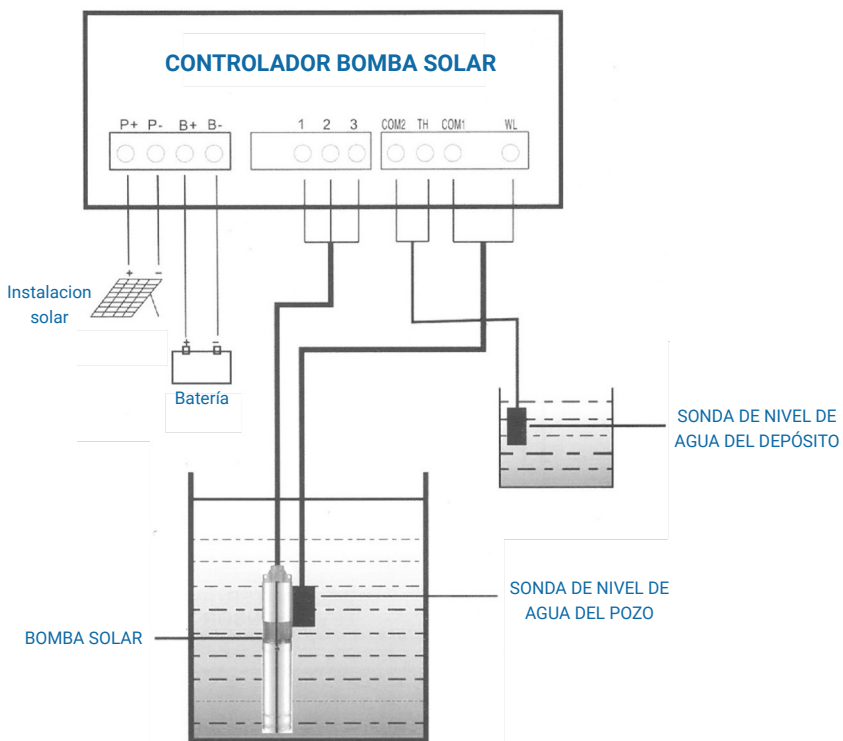 CONTROLADOR BOMBA SOLAR
P+ P- B+ B-
1 2 3
COM2 TH COM1 WL
+ −
Instalacion
solar
+ −
Batería
SONDA DE NIVEL DE
AGUA DEL DEPÓSITO
SONDA DE NIVEL DE
AGUA DEL POZO
BOMBA SOLAR